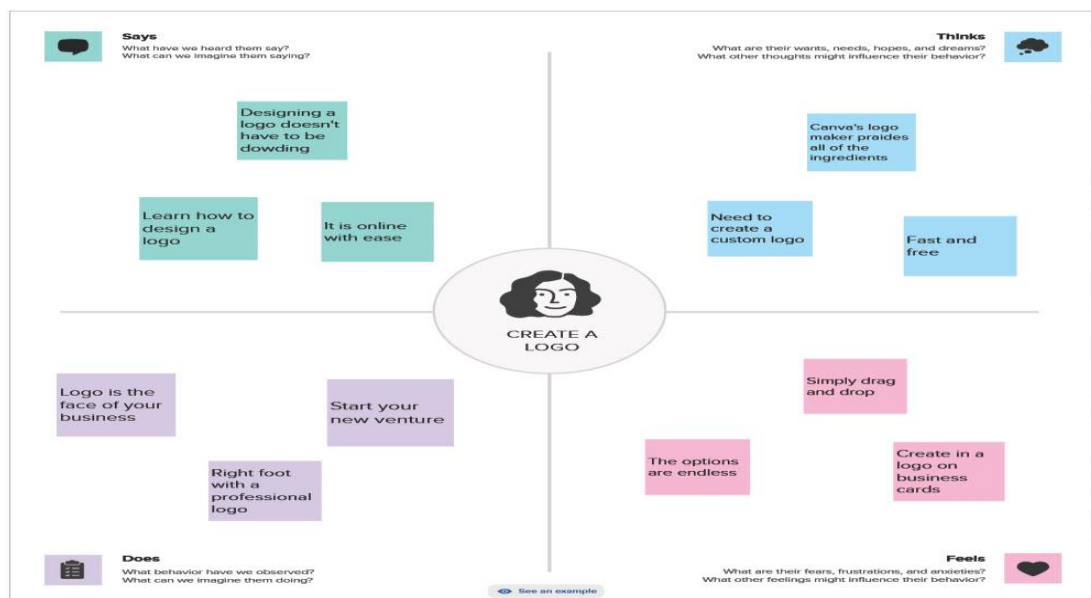 Says
What have we heard them say?
What can we imagine them saying?
Thinks
What are their wants, needs, hopes, and dreams?
What other thoughts might influence their behavior?
Designing a
logo doesn't
have to be
dowding
Learn how to
design a
logo
It is online
with ease
Canva's logo
maker praides
all of the
ingredients
Need to
create a
custom logo
Fast and
free
CREATE A
LOGO
Logo is the
face of your
business
Start your
new venture
Right foot
with a
professional
logo
Simply drag
and drop
The options
are endless
Create in a
logo on
business
cards
Does
What behavior have we observed?
What can we imagine them doing?
Feels
What are their fears, frustrations, and anxieties?
What other feelings might influence their behavior?
See an example